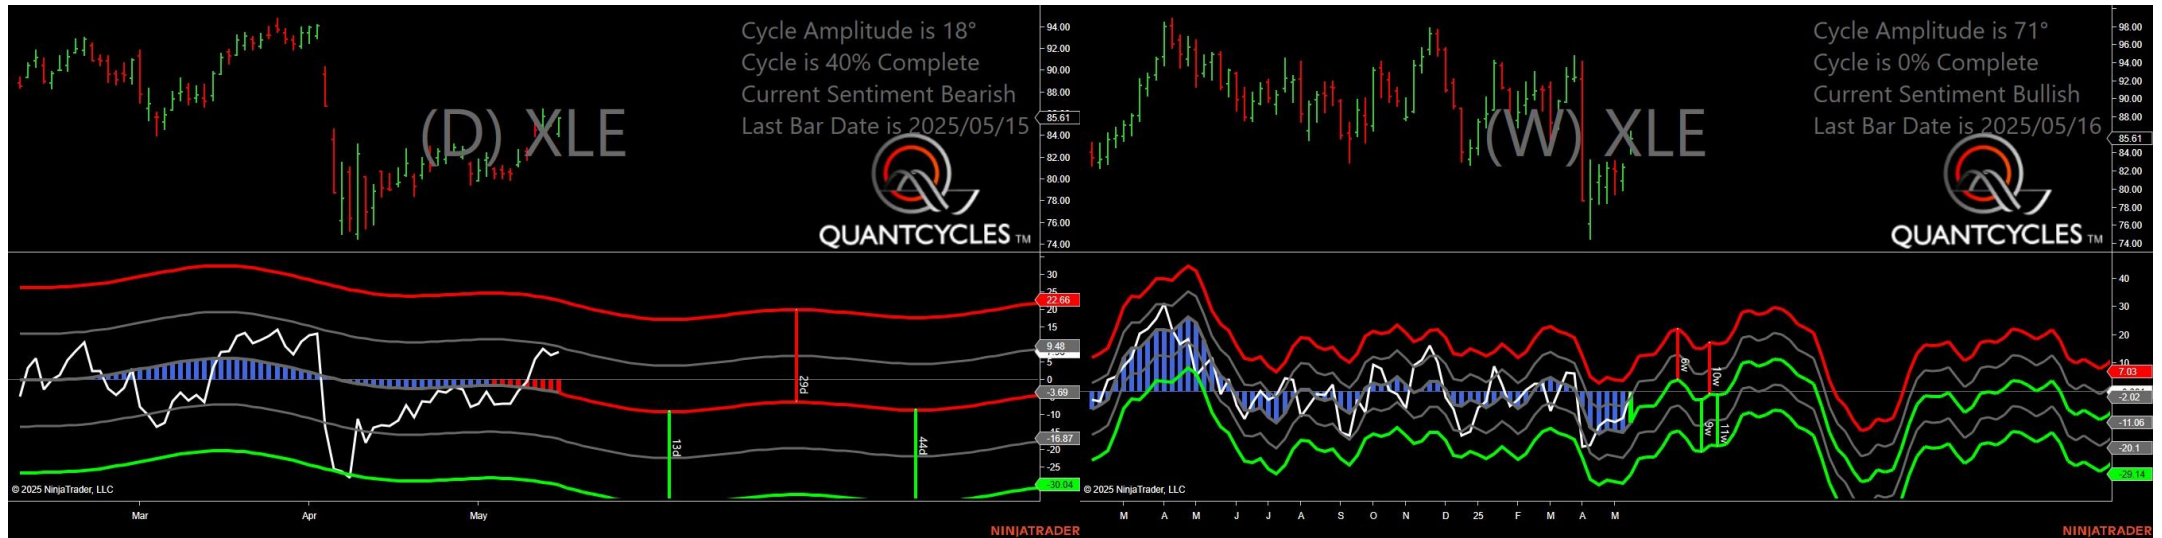 Cycle Amplitude is 18°
Cycle is 40% Complete
Current Sentiment Bearish
Last Bar Date is 2025/05/15
(D) XLE
QUANTCYCLES TM
94.00
92.00
90.00
88.00
85.61
84.00
82.00
80.00
78.00
76.00
74.00
30
25
22.66
20
15
9.48
5
0
-3.69
-10
-16.87
-20
-25
-30.04
29d
13d
44d
© 2025 NinjaTrader, LLC
Mar
Apr
May
NINJATRADER
Cycle Amplitude is 71°
Cycle is 0% Complete
Current Sentiment Bullish
Last Bar Date is 2025/05/16
(W) XLE
QUANTCYCLES TM
98.00
96.00
94.00
92.00
90.00
88.00
85.61
84.00
82.00
80.00
78.00
76.00
74.00
40
30
20
10
7.03
-2.02
-11.06
-20.1
-29.14
6w
10w
9w
11w
© 2025 NinjaTrader, LLC
M A M J J A S O N D 25 F M A M
NINJATRADER